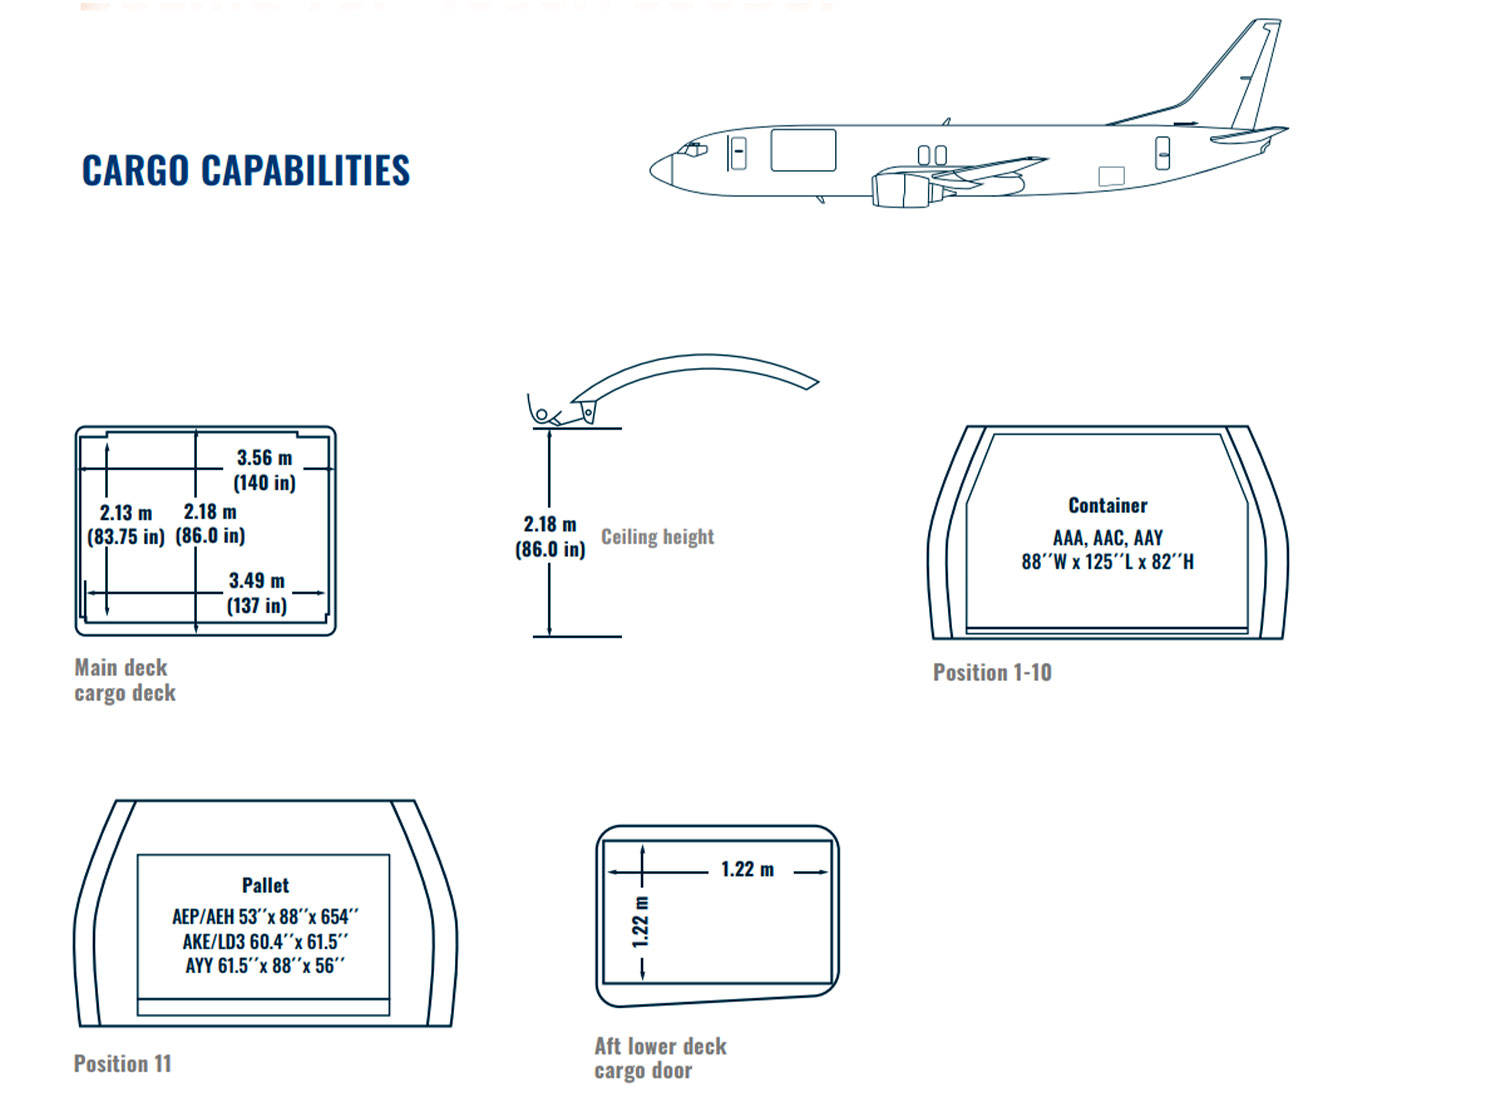 CARGO CAPABILITIES
3.56 m
(140 in)
2.13 m
(83.75 in)
2.18 m
(86.0 in)
3.49 m
(137 in)
Main deck
cargo deck
2.18 m
(86.0 in)
Ceiling height
Container
AAA, AAC, AAY
88´´W x 125´´L x 82´´H
Position 1-10
Pallet
AEP/AEH 53´´x 88´´x 654´´
AKE/LD3 60.4´´x 61.5´´
AYY 61.5´´x 88´´x 56´´
Position 11
1.22 m
1.22 m
Aft lower deck
cargo door